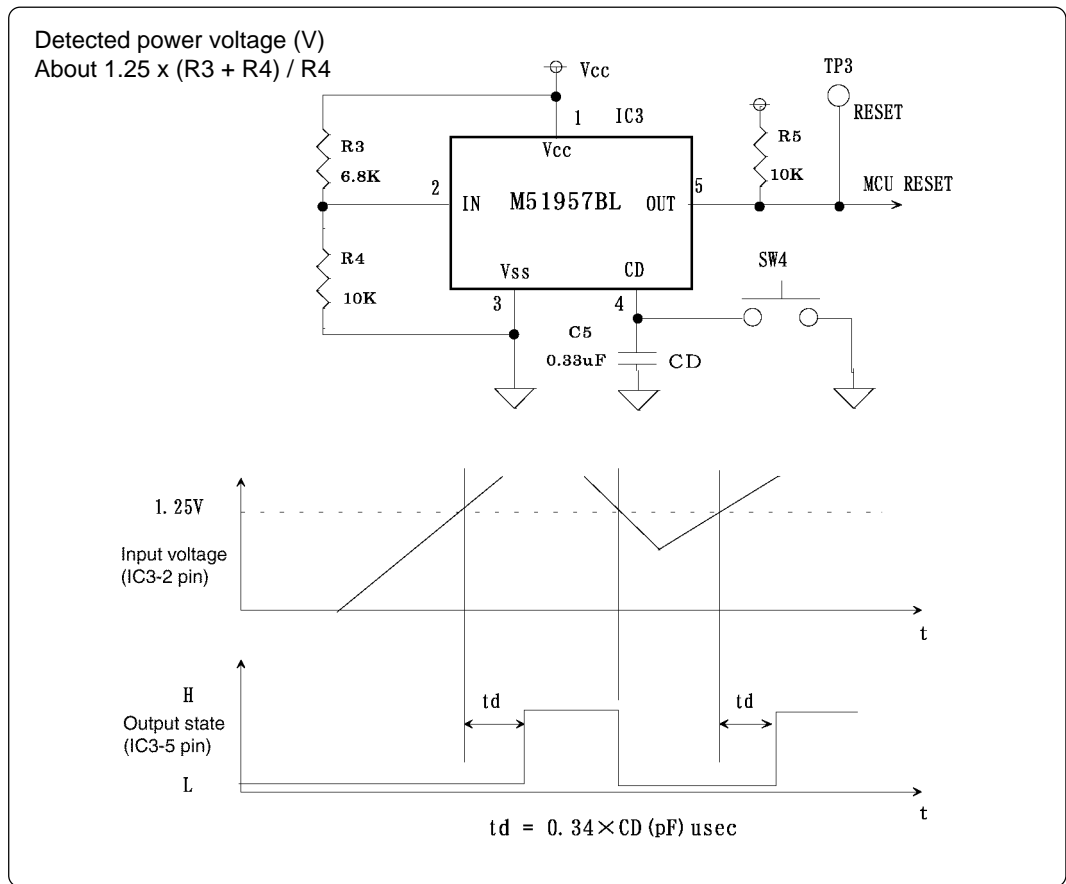 Detected power voltage (V)
About 1.25 x (R3 + R4) / R4
Vcc
TP3
1
IC3
RESET
R3
6.8K
Vcc
R5
10K
2
IN
M51957BL
OUT
5
MCU RESET
R4
10K
Vss
CD
SW4
3
4
C5
0.33uF
CD
1.25V
Input voltage
(IC3-2 pin)
t
H
td
td
Output state
(IC3-5 pin)
L
t
td = 0.34×CD(pF)usec